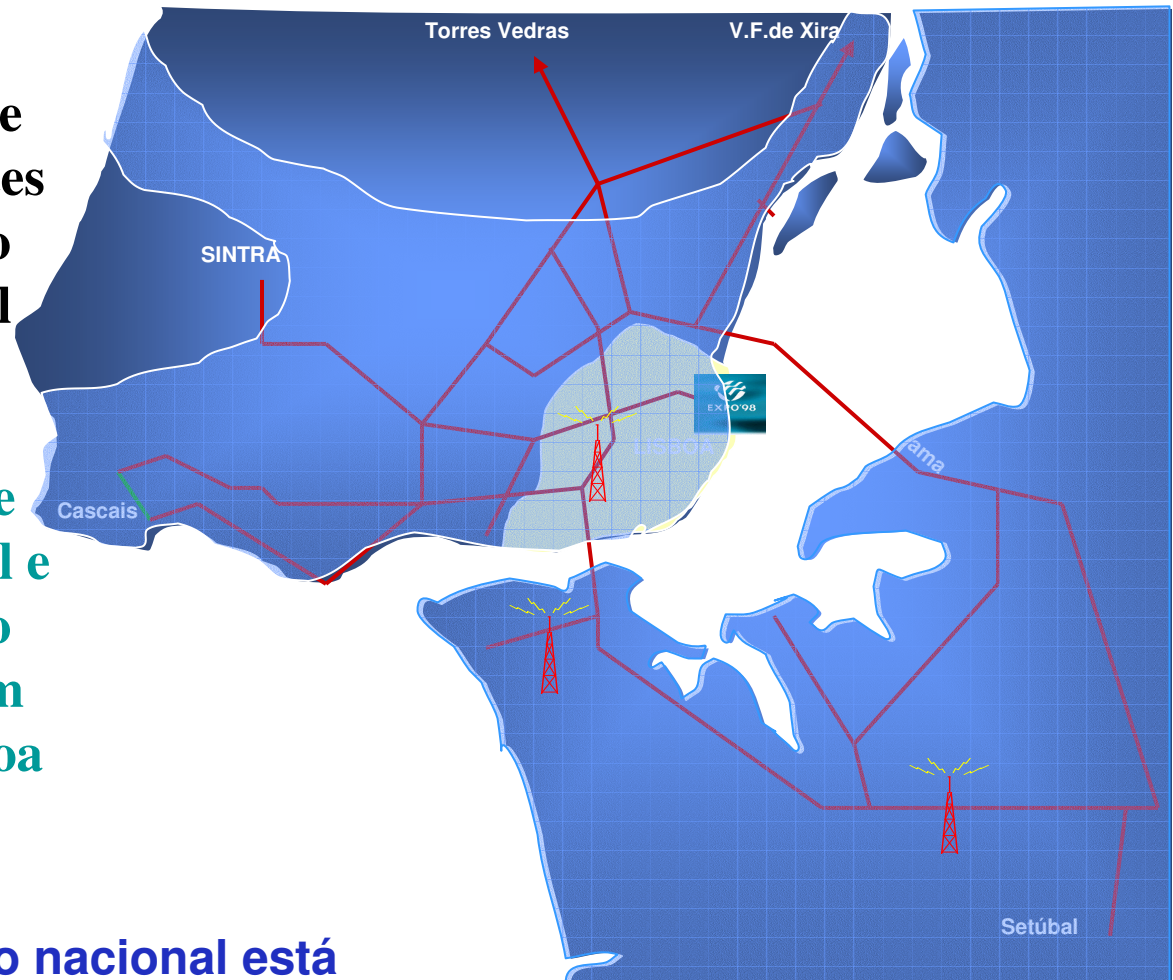 Torres Vedras
V.F.de Xira
e
es
o
l
SINTRA
EXPO'98
ama
e
Cascais
l e
o
m
oa
Setúbal
o nacional está